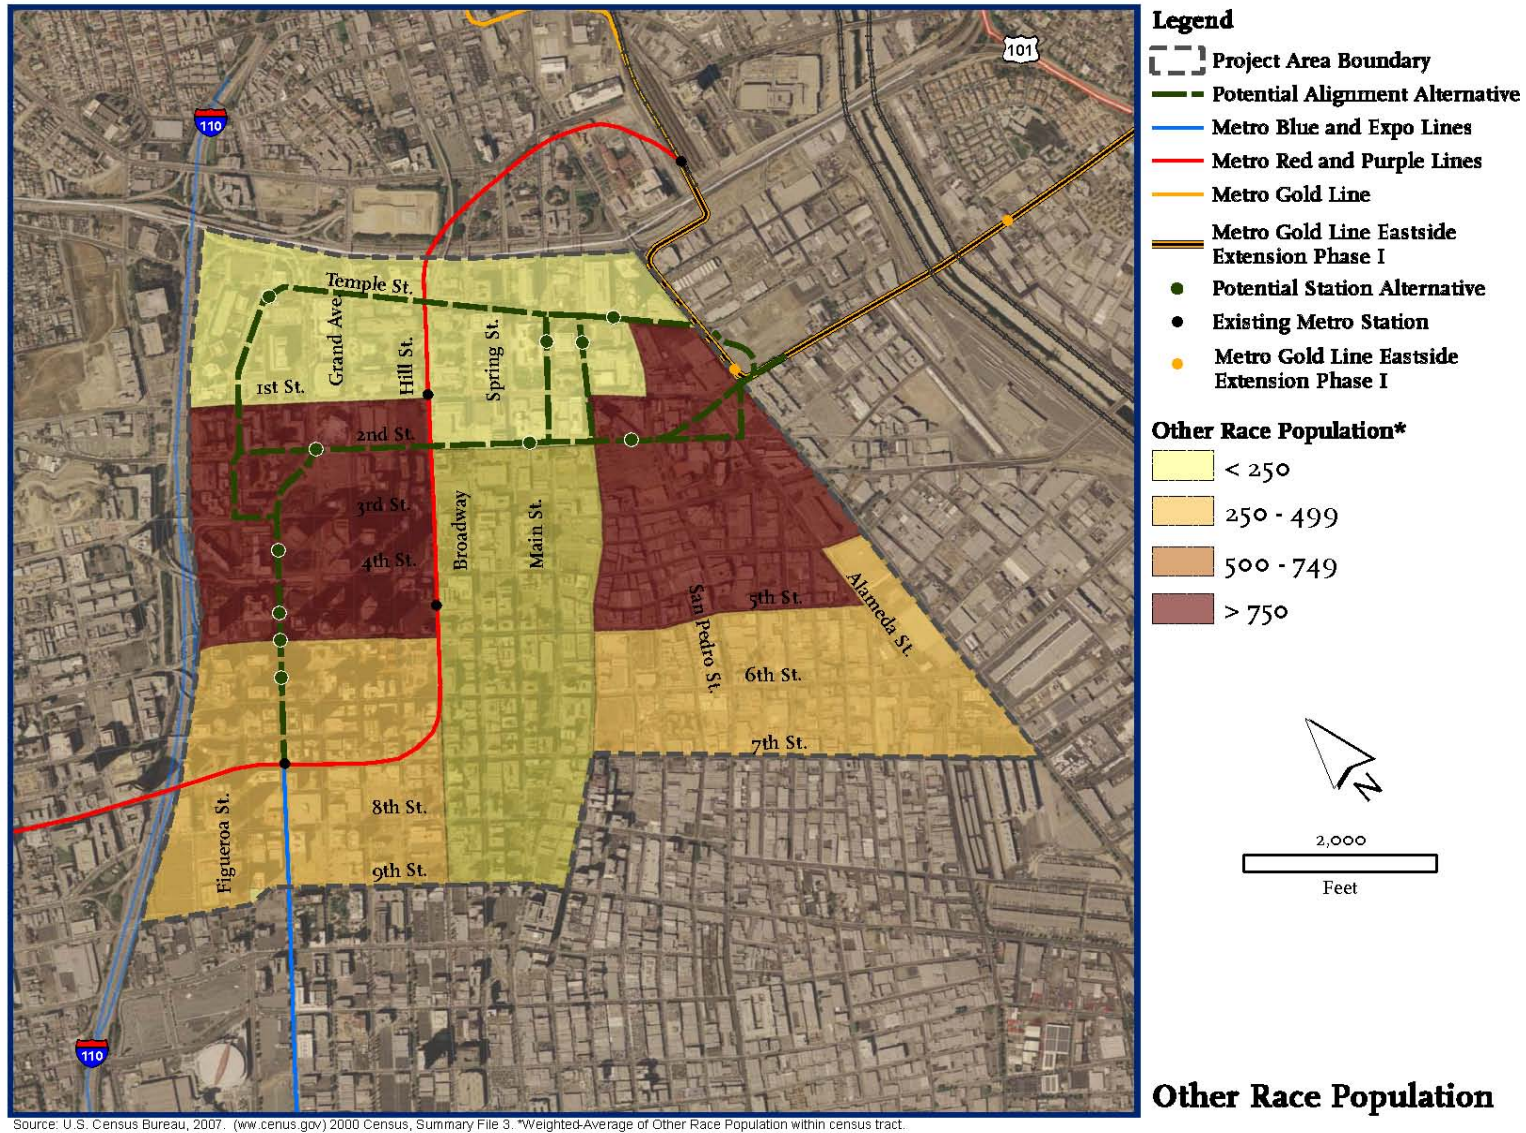 101
110
Temple St.
Grand Ave.
Hill St.
Spring St.
1st St.
2nd St.
3rd St.
4th St.
Broadway
Main St.
San Pedro St.
5th St.
Alameda St.
6th St.
7th St.
Figueroa St.
8th St.
9th St.
110
Legend
Project Area Boundary
Potential Alignment Alternative
Metro Blue and Expo Lines
Metro Red and Purple Lines
Metro Gold Line
Metro Gold Line Eastside
Extension Phase I
Potential Station Alternative
Existing Metro Station
Metro Gold Line Eastside
Extension Phase I
Other Race Population*
< 250
250 - 499
500 - 749
> 750
N
2,000
Feet
Other Race Population
Source: U.S. Census Bureau, 2007. (ww.cenus.gov) 2000 Census, Summary File 3. *Weighted-Average of Other Race Population within census tract.